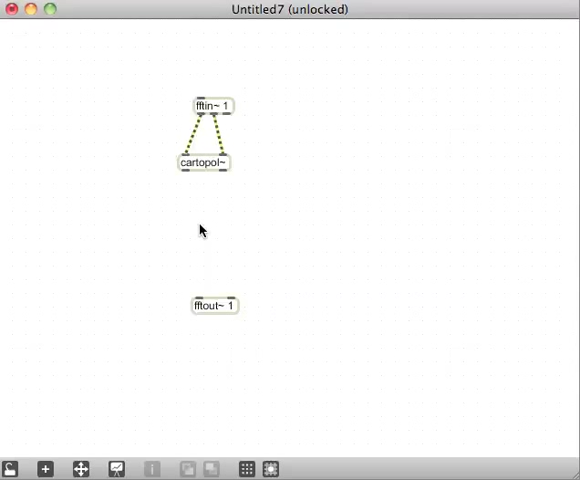 Untitled7 (unlocked)
fftin~ 1
cartopol~
fftout~ 1